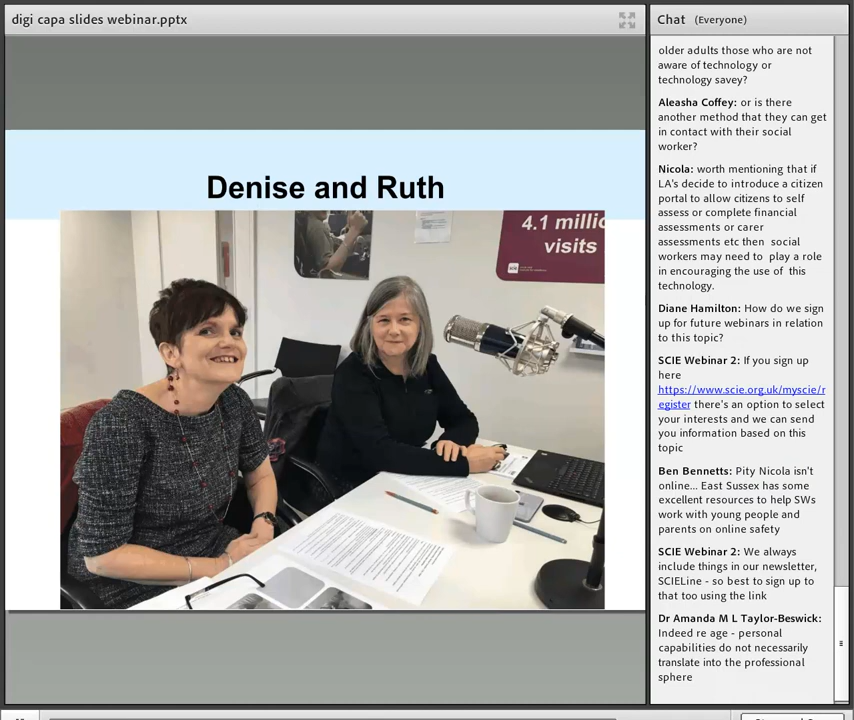 digi capa slides webinar.pptx
Denise and Ruth
visits
Chat (Everyone)
older adults those who are not
aware of technology or
technology savey?
Aleasha Coffey: or is there
another method that they can get
in contact with their social
worker?
Nicola: worth mentioning that if
LA's decide to introduce a citizen
portal to allow citizens to self
assess or complete financial
assessments or carer
assessments etc then social
workers may need to play a role
in encouraging the use of this
technology.
Diane Hamilton: How do we sign
up for future webinars in relation
to this topic?
SCIE Webinar 2: If you sign up
here
https://www.scie.org.uk/myscie/r
egister there's an option to select
your interests and we can send
you information based on this
topic
Ben Bennetts: Pity Nicola isn't
online... East Sussex has some
excellent resources to help SWs
work with young people and
parents on online safety
SCIE Webinar 2: We always
include things in our newsletter,
SCIELine - so best to sign up to
that too using the link
Dr Amanda M L Taylor-Beswick:
Indeed re age - personal
capabilities do not necessarily
translate into the professional
sphere